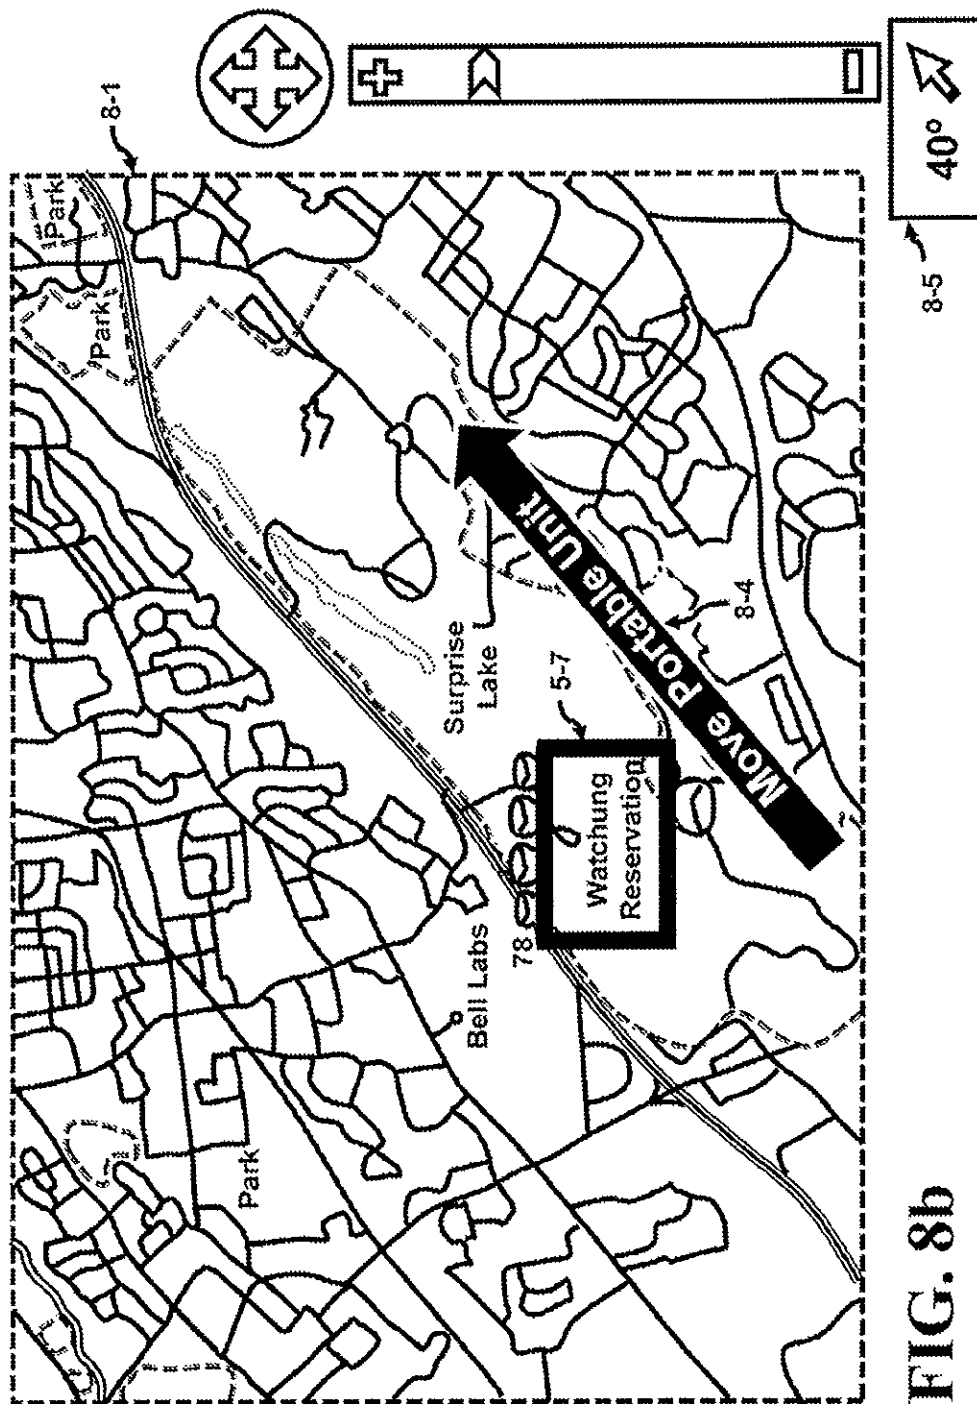 8-1
Park
Park
Surprise
Lake
Move Portable Unit
8-4
5-7
Watchung
Reservation
78
Bell Labs
Park
40°
8-5
FIG. 8b